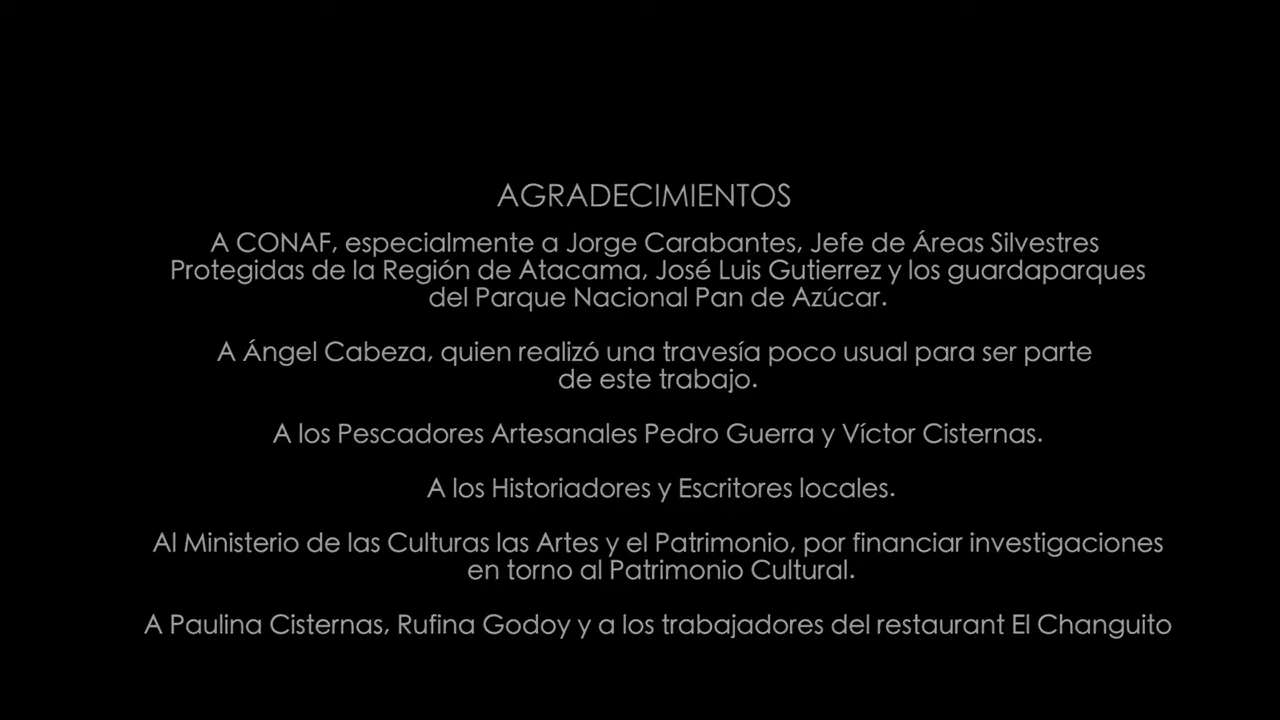 AGRADECIMIENTOS
A CONAF, especialmente a Jorge Carabantes, Jefe de Áreas Silvestres
Protegidas de la Región de Atacama, José Luis Gutierrez y los guardaparques
del Parque Nacional Pan de Azúcar.
A Ángel Cabeza, quien realizó una travesía poco usual para ser parte
de este trabajo.
A los Pescadores Artesanales Pedro Guerra y Víctor Cisternas.
A los Historiadores y Escritores locales.
Al Ministerio de las Culturas las Artes y el Patrimonio, por financiar investigaciones
en torno al Patrimonio Cultural.
A Paulina Cisternas, Rufina Godoy y a los trabajadores del restaurant El Changuito